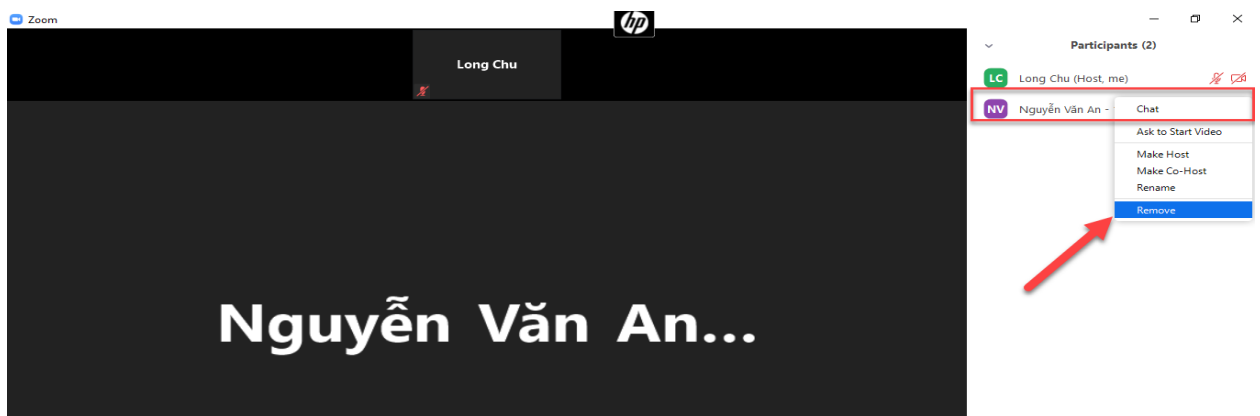 Zoom
hp
Long Chu
Participants (2)
LC Long Chu (Host, me)
NV Nguyễn Văn An -
Chat
Ask to Start Video
Make Host
Make Co-Host
Rename
Remove
Nguyễn Văn An...